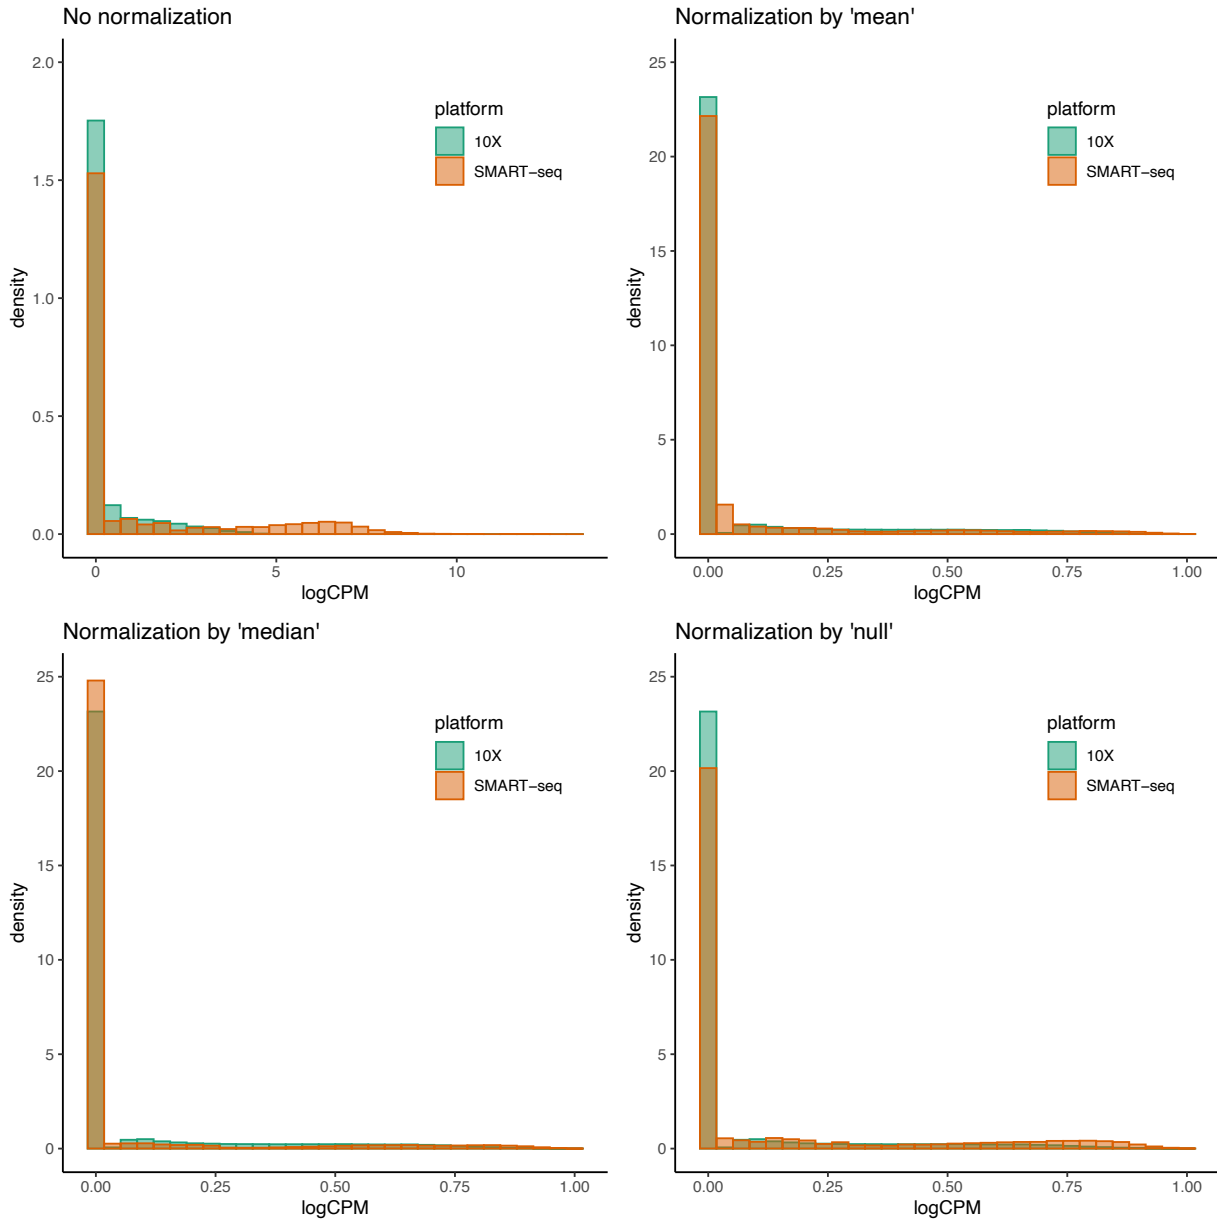 No normalization
2.0
1.5
1.0
0.5
0.0
density
0
5
10
logCPM
platform
10X
SMART−seq
Normalization by 'mean'
25
20
15
10
5
0
density
0.00
0.25
0.50
0.75
1.00
logCPM
platform
10X
SMART−seq
Normalization by 'median'
25
20
15
10
5
0
density
0.00
0.25
0.50
0.75
1.00
logCPM
platform
10X
SMART−seq
Normalization by 'null'
25
20
15
10
5
0
density
0.00
0.25
0.50
0.75
1.00
logCPM
platform
10X
SMART−seq